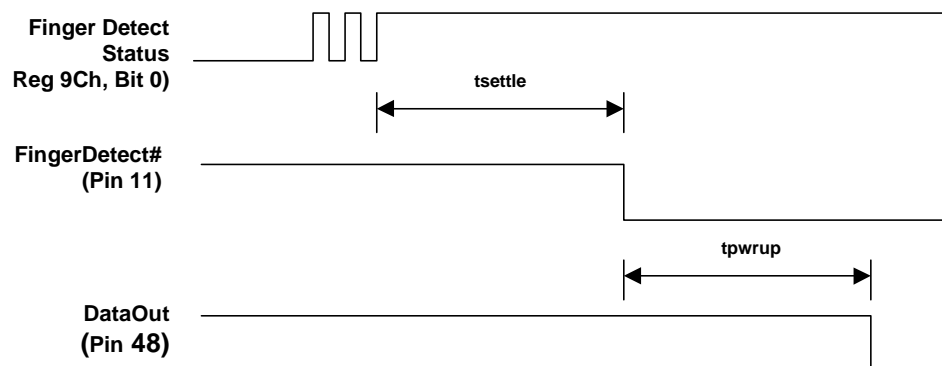 Finger Detect
Status
Reg 9Ch, Bit 0)
tsettle
FingerDetect#
(Pin 11)
tpwrup
DataOut
(Pin 48)